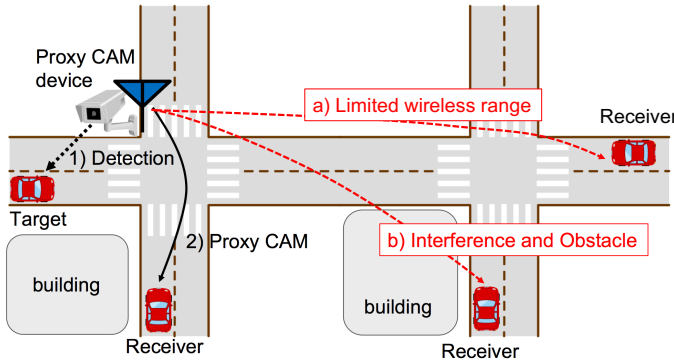 Proxy CAM
device
a) Limited wireless range
Receiver
1) Detection
Target
2) Proxy CAM
b) Interference and Obstacle
building
building
Receiver
Receiver